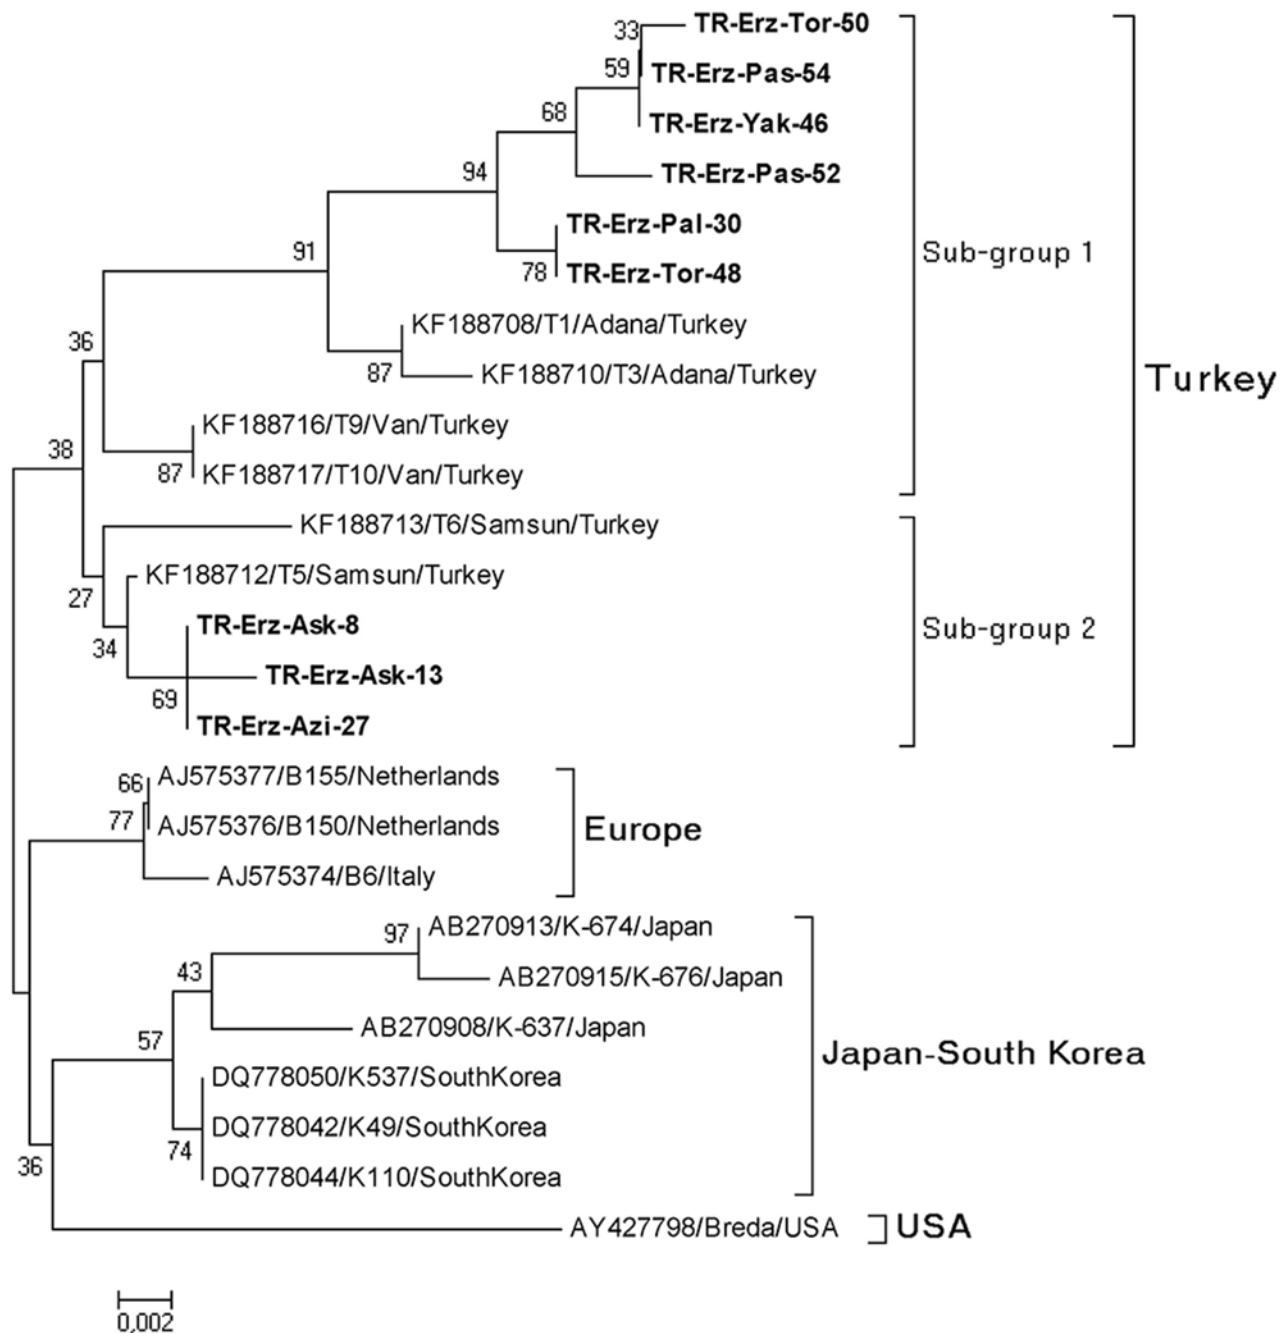 33
TR-Erz-Tor-50
59
TR-Erz-Pas-54
68
TR-Erz-Yak-46
94
TR-Erz-Pas-52
TR-Erz-Pal-30
91
78
TR-Erz-Tor-48
Sub-group 1
KF188708/T1/Adana/Turkey
36
87
KF188710/T3/Adana/Turkey
Turkey
KF188716/T9/Van/Turkey
38
87
KF188717/T10/Van/Turkey
KF188713/T6/Samsun/Turkey
KF188712/T5/Samsun/Turkey
27
TR-Erz-Ask-8
Sub-group 2
34
TR-Erz-Ask-13
69
TR-Erz-Azi-27
66
AJ575377/B155/Netherlands
77
AJ575376/B150/Netherlands
Europe
AJ575374/B6/Italy
97
AB270913/K-674/Japan
43
AB270915/K-676/Japan
AB270908/K-637/Japan
57
Japan-South Korea
DQ778050/K537/SouthKorea
DQ778042/K49/SouthKorea
74
DQ778044/K110/SouthKorea
36
AY427798/Breda/USA
USA
0,002